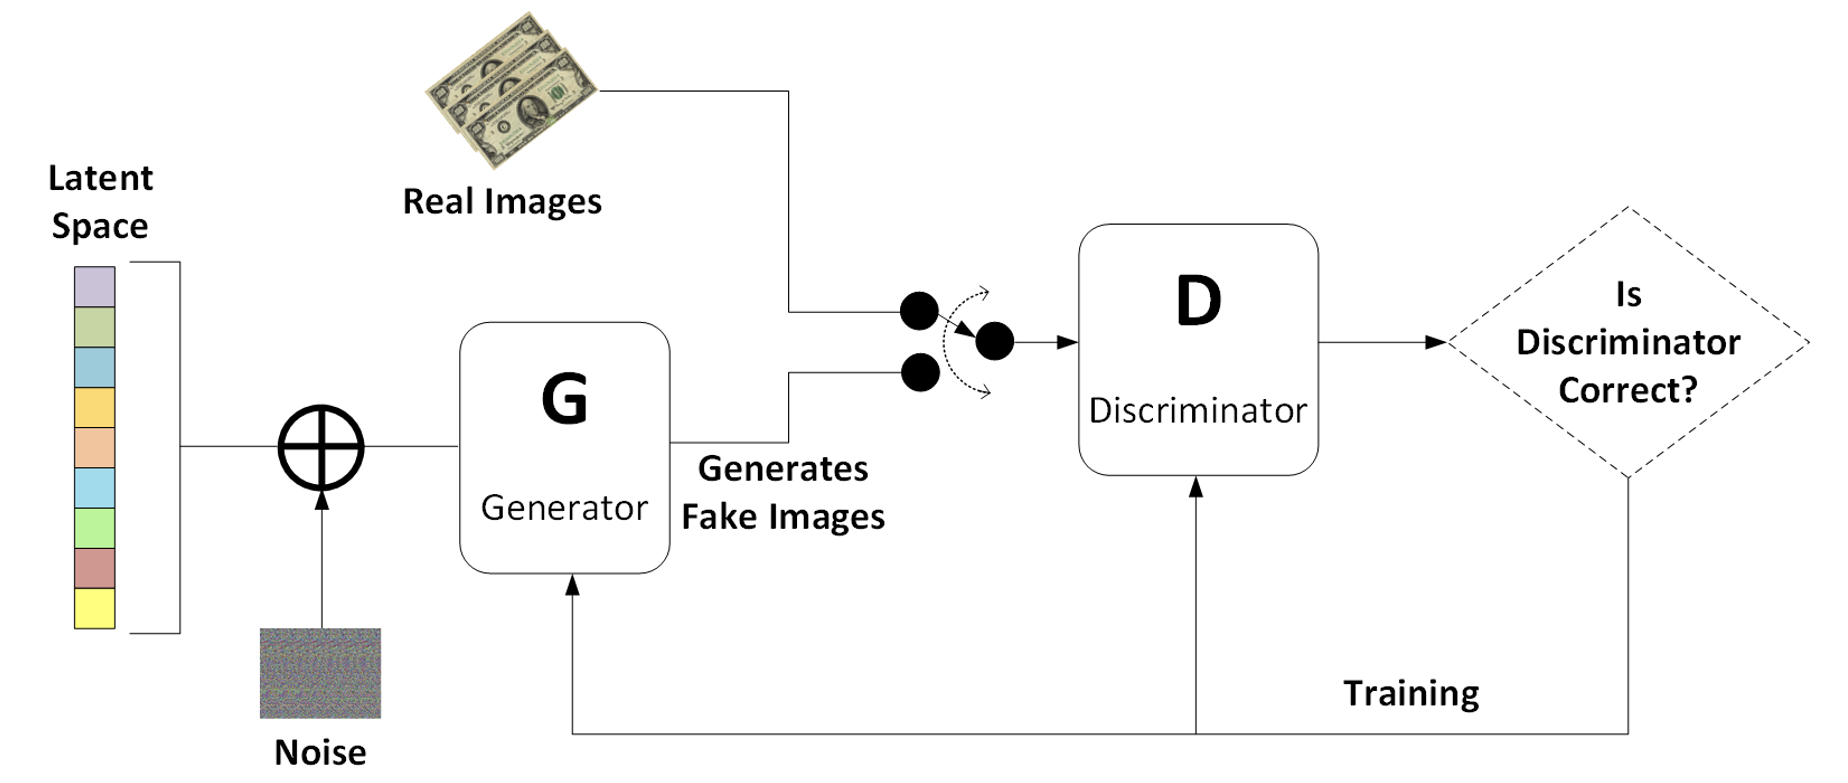 Latent
Space
Real Images
G
Generator
Generates
Fake Images
D
Discriminator
Is
Discriminator
Correct?
Training
Noise